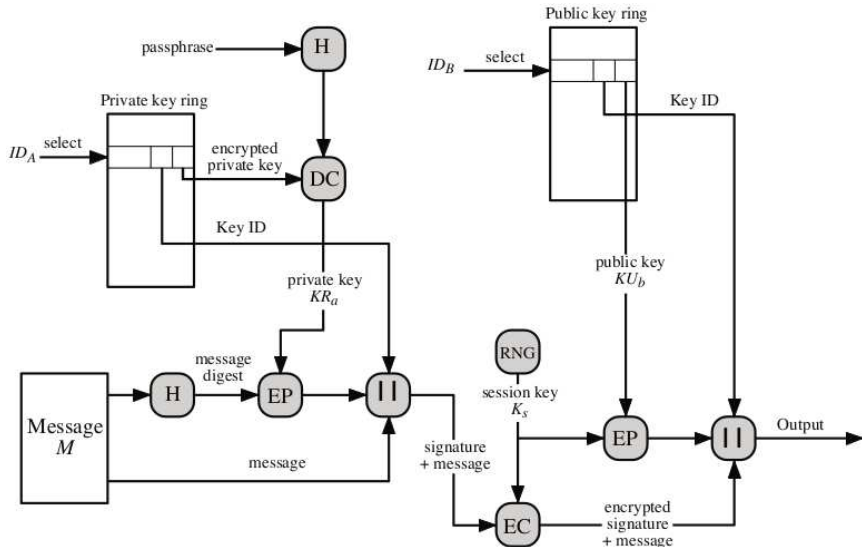 Public key ring
passphrase
H
ID_B
select
Key ID
Private key ring
ID_A
select
encrypted
private key
DC
Key ID
private key
KR_a
public key
KU_b
RNG
session key
K_s
Message
M
H
message
digest
EP
||
message
signature
+ message
EP
||
Output
EC
encrypted
signature
+ message